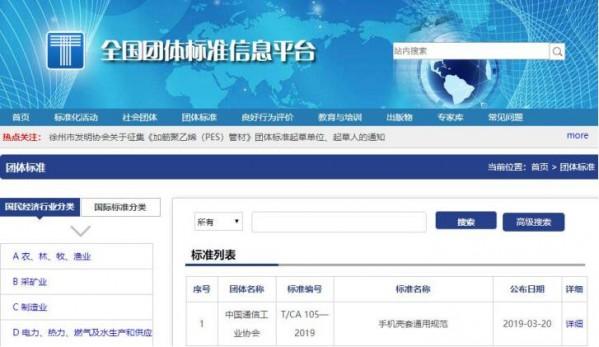 全国团体标准信息平台
站内搜索
首页 标准化活动 社会团体 团体标准 良好行为评价 教育与培训 出版物 专家库 常见问题
热点关注： 徐州市发明协会关于征集《加筋聚乙烯（PES）管材》团体标准起草单位、起草人的通知 more
团体标准 当前位置：首页 > 团体标准
国民经济行业分类 国际标准分类
所有 搜索 高级搜索
A 农、林、牧、渔业
B 采矿业
C 制造业
D 电力、热力、燃气及水生产和供应
标准列表
序号 团体名称 标准编号 标准名称 公布日期 详细
1 中国通信工业协会 T/CA 105—2019 手机壳套通用规范 2019-03-20 详细